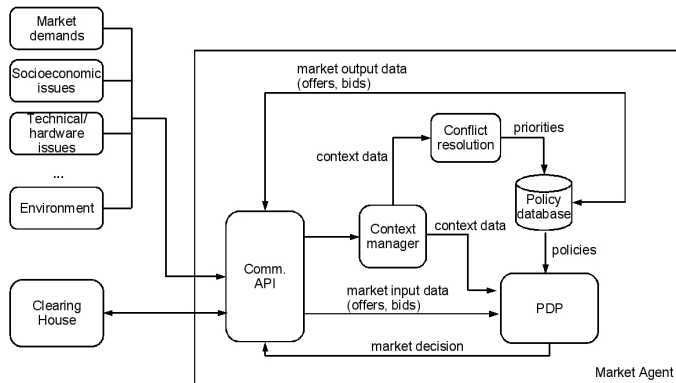 Market
demands
Socioeconomic
issues
Technical/
hardware
issues
...
Environment
Clearing
House
market output data
(offers, bids)
Conflict
resolution
priorities
context data
Policy
database
Context
manager
context data
policies
Comm.
API
market input data
(offers, bids)
PDP
market decision
Market Agent